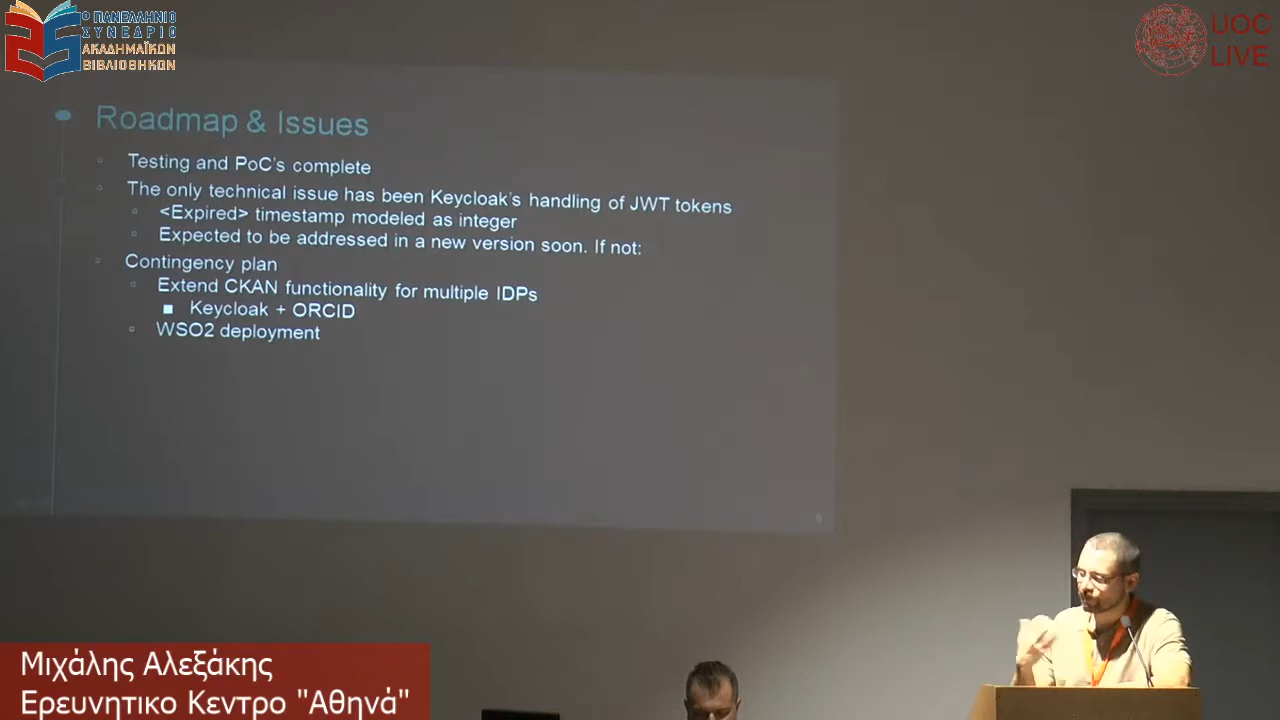 Ο ΠΑΝΕΛΛΗΝΙΟ
ΣΥΝΕΔΡΙΟ
ΑΚΑΔΗΜΑΪΚΩΝ
ΒΙΒΛΙΟΘΗΚΩΝ
UOC
LIVE
Roadmap & Issues
Testing and PoC's complete
The only technical issue has been Keycloak's handling of JWT tokens
<Expired> timestamp modeled as integer
Expected to be addressed in a new version soon. If not:
Contingency plan
Extend CKAN functionality for multiple IDPs
Keycloak + ORCID
WSO2 deployment
Μιχάλης Αλεξάκης
Ερευνητικο Κεντρο "Αθηνά"